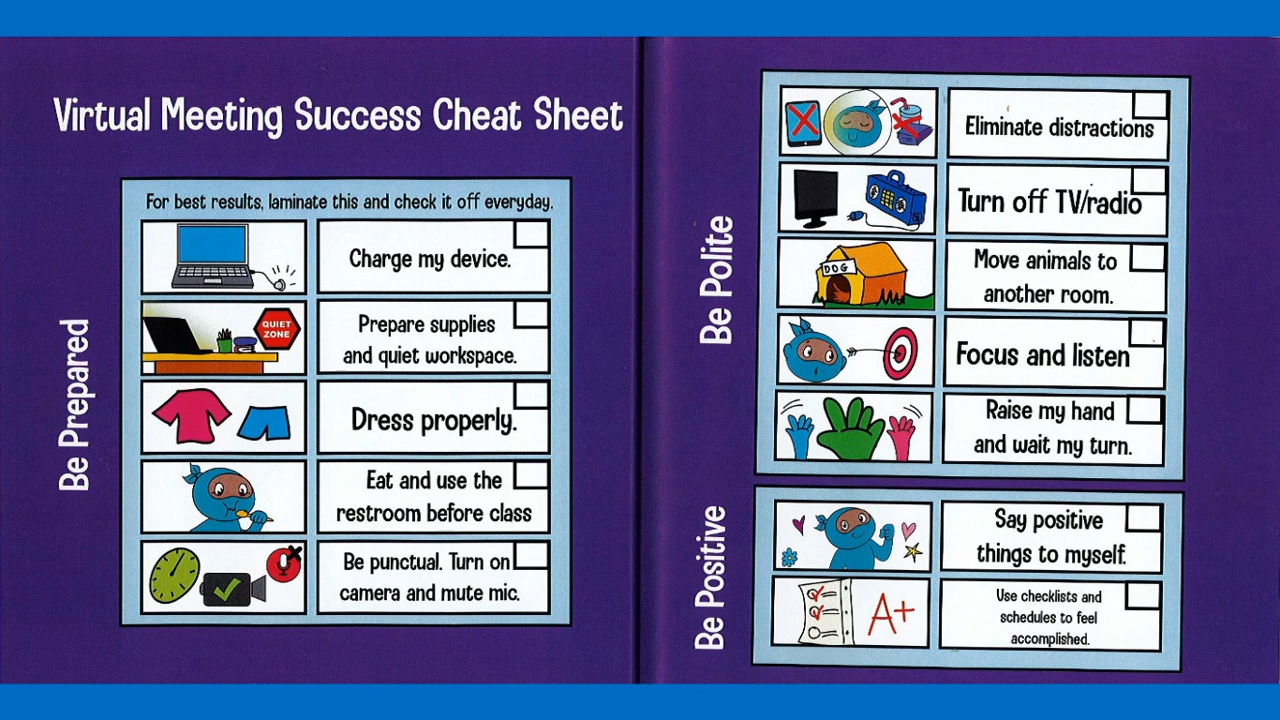 Virtual Meeting Success Cheat Sheet
Be Prepared
For best results, laminate this and check it off everyday.
Charge my device.
QUIET
ZONE
Prepare supplies
and quiet workspace.
Dress properly.
Eat and use the
restroom before class
Be punctual. Turn on
camera and mute mic.
Be Polite
Eliminate distractions
Turn off TV/radio
DOG
Move animals to
another room.
Focus and listen
Raise my hand
and wait my turn.
Be Positive
Say positive
things to myself.
A+
Use checklists and
schedules to feel
accomplished.